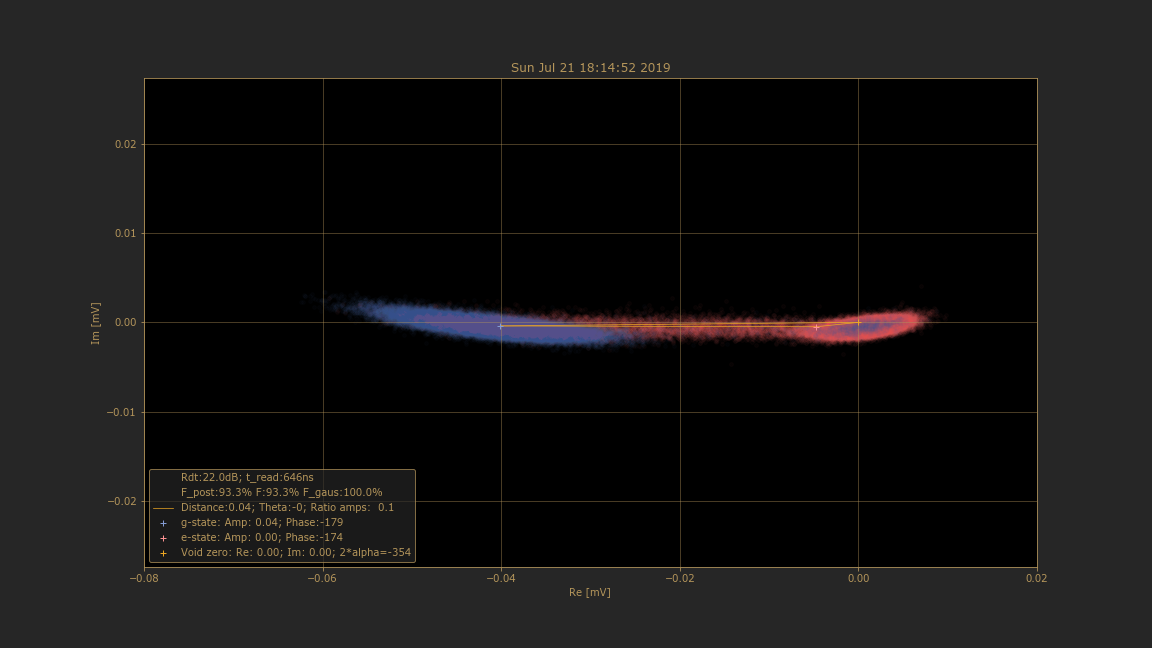 Sun Jul 21 18:14:52 2019
0.02
0.01
0.00
−0.01
−0.02
Im [mV]
Rdt:22.0dB; t_read:646ns
F_post:93.3% F:93.3% F_gaus:100.0%
Distance:0.04; Theta:-0; Ratio amps:  0.1
g-state: Amp: 0.04; Phase:-179
e-state: Amp: 0.00; Phase:-174
Void zero: Re: 0.00; Im: 0.00; 2*alpha=-354
−0.08 −0.06 −0.04 −0.02 0.00 0.02
Re [mV]